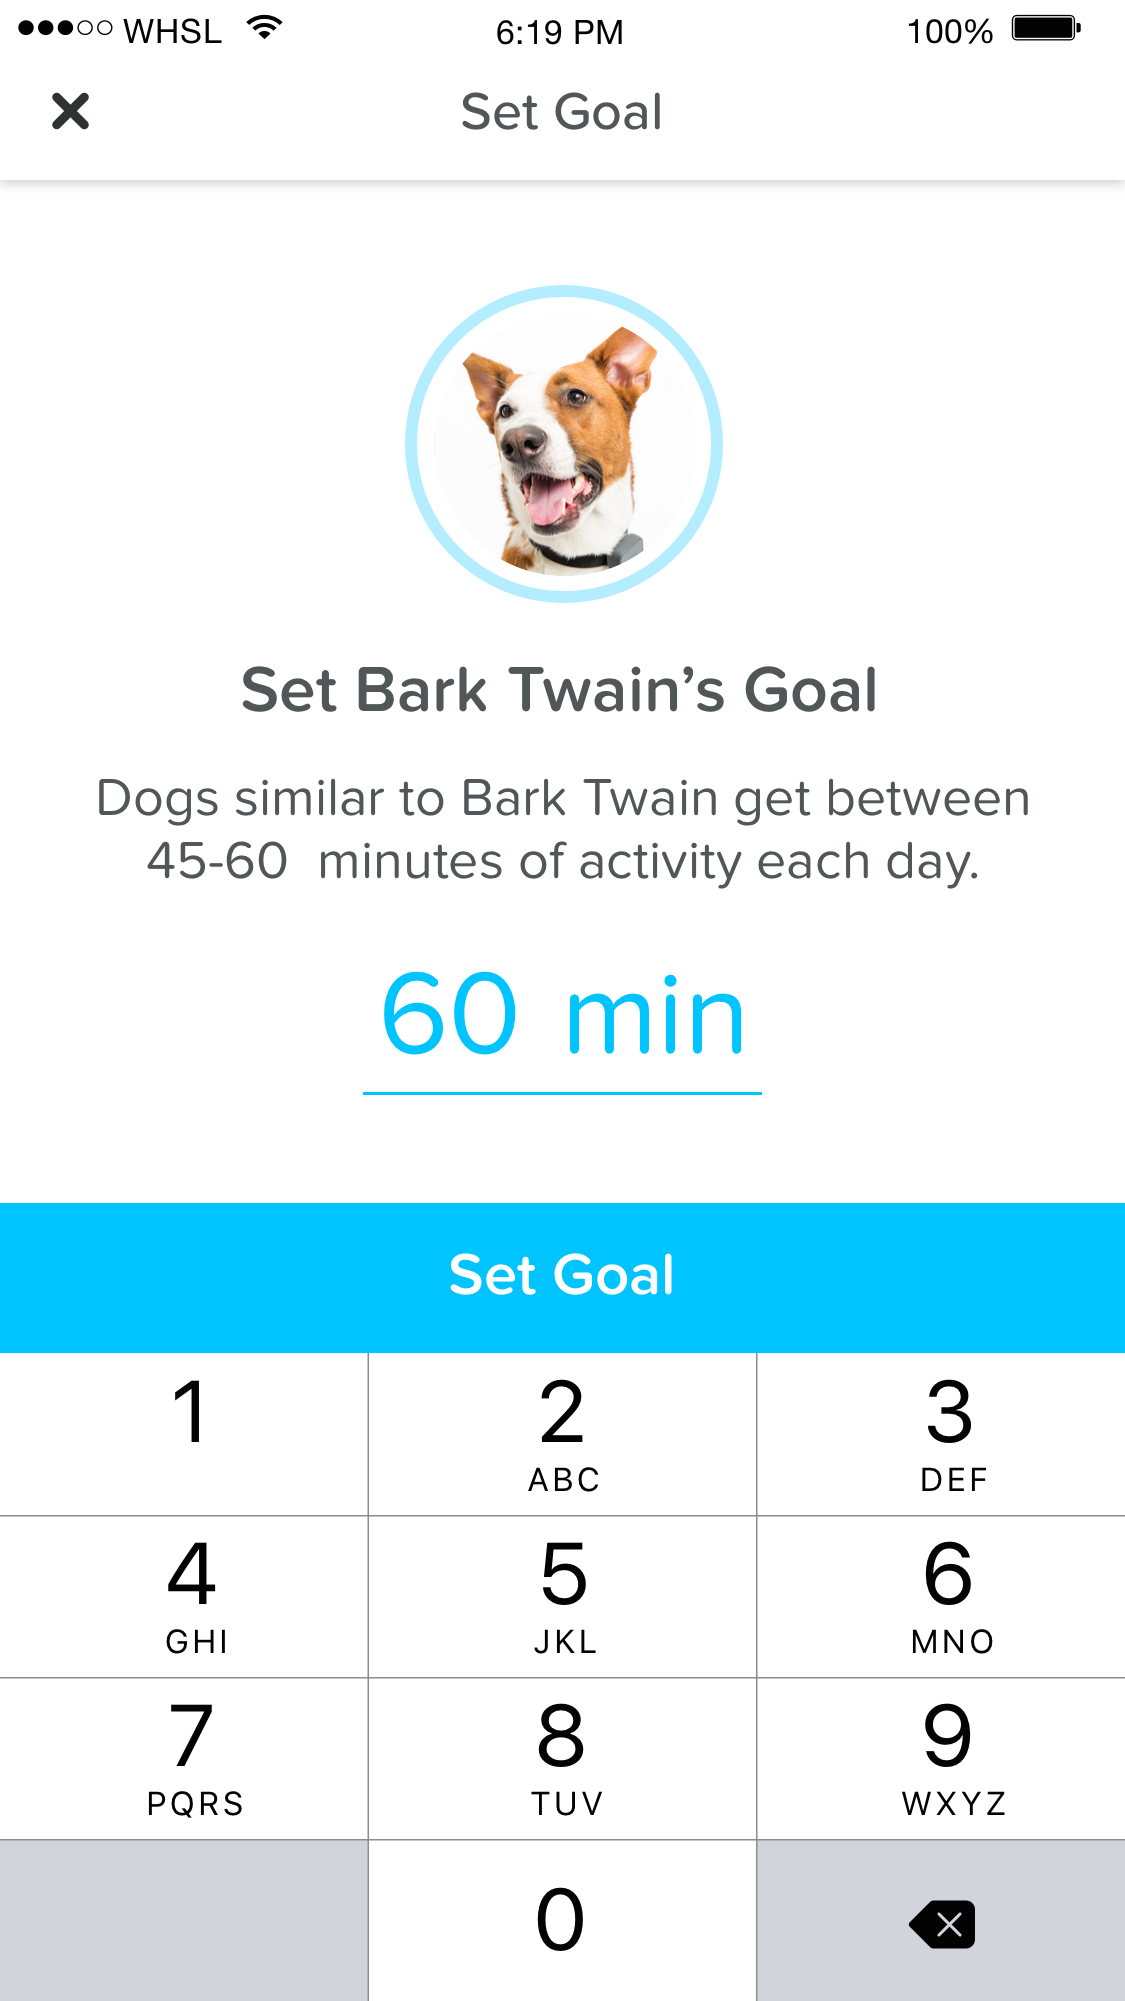 WHSL 6:19 PM 100%
Set Goal
Set Bark Twain’s Goal
Dogs similar to Bark Twain get between
45-60 minutes of activity each day.
60 min
Set Goal
1 2 3
ABC DEF
4 5 6
GHI JKL MNO
7 8 9
PQRS TUV WXYZ
0